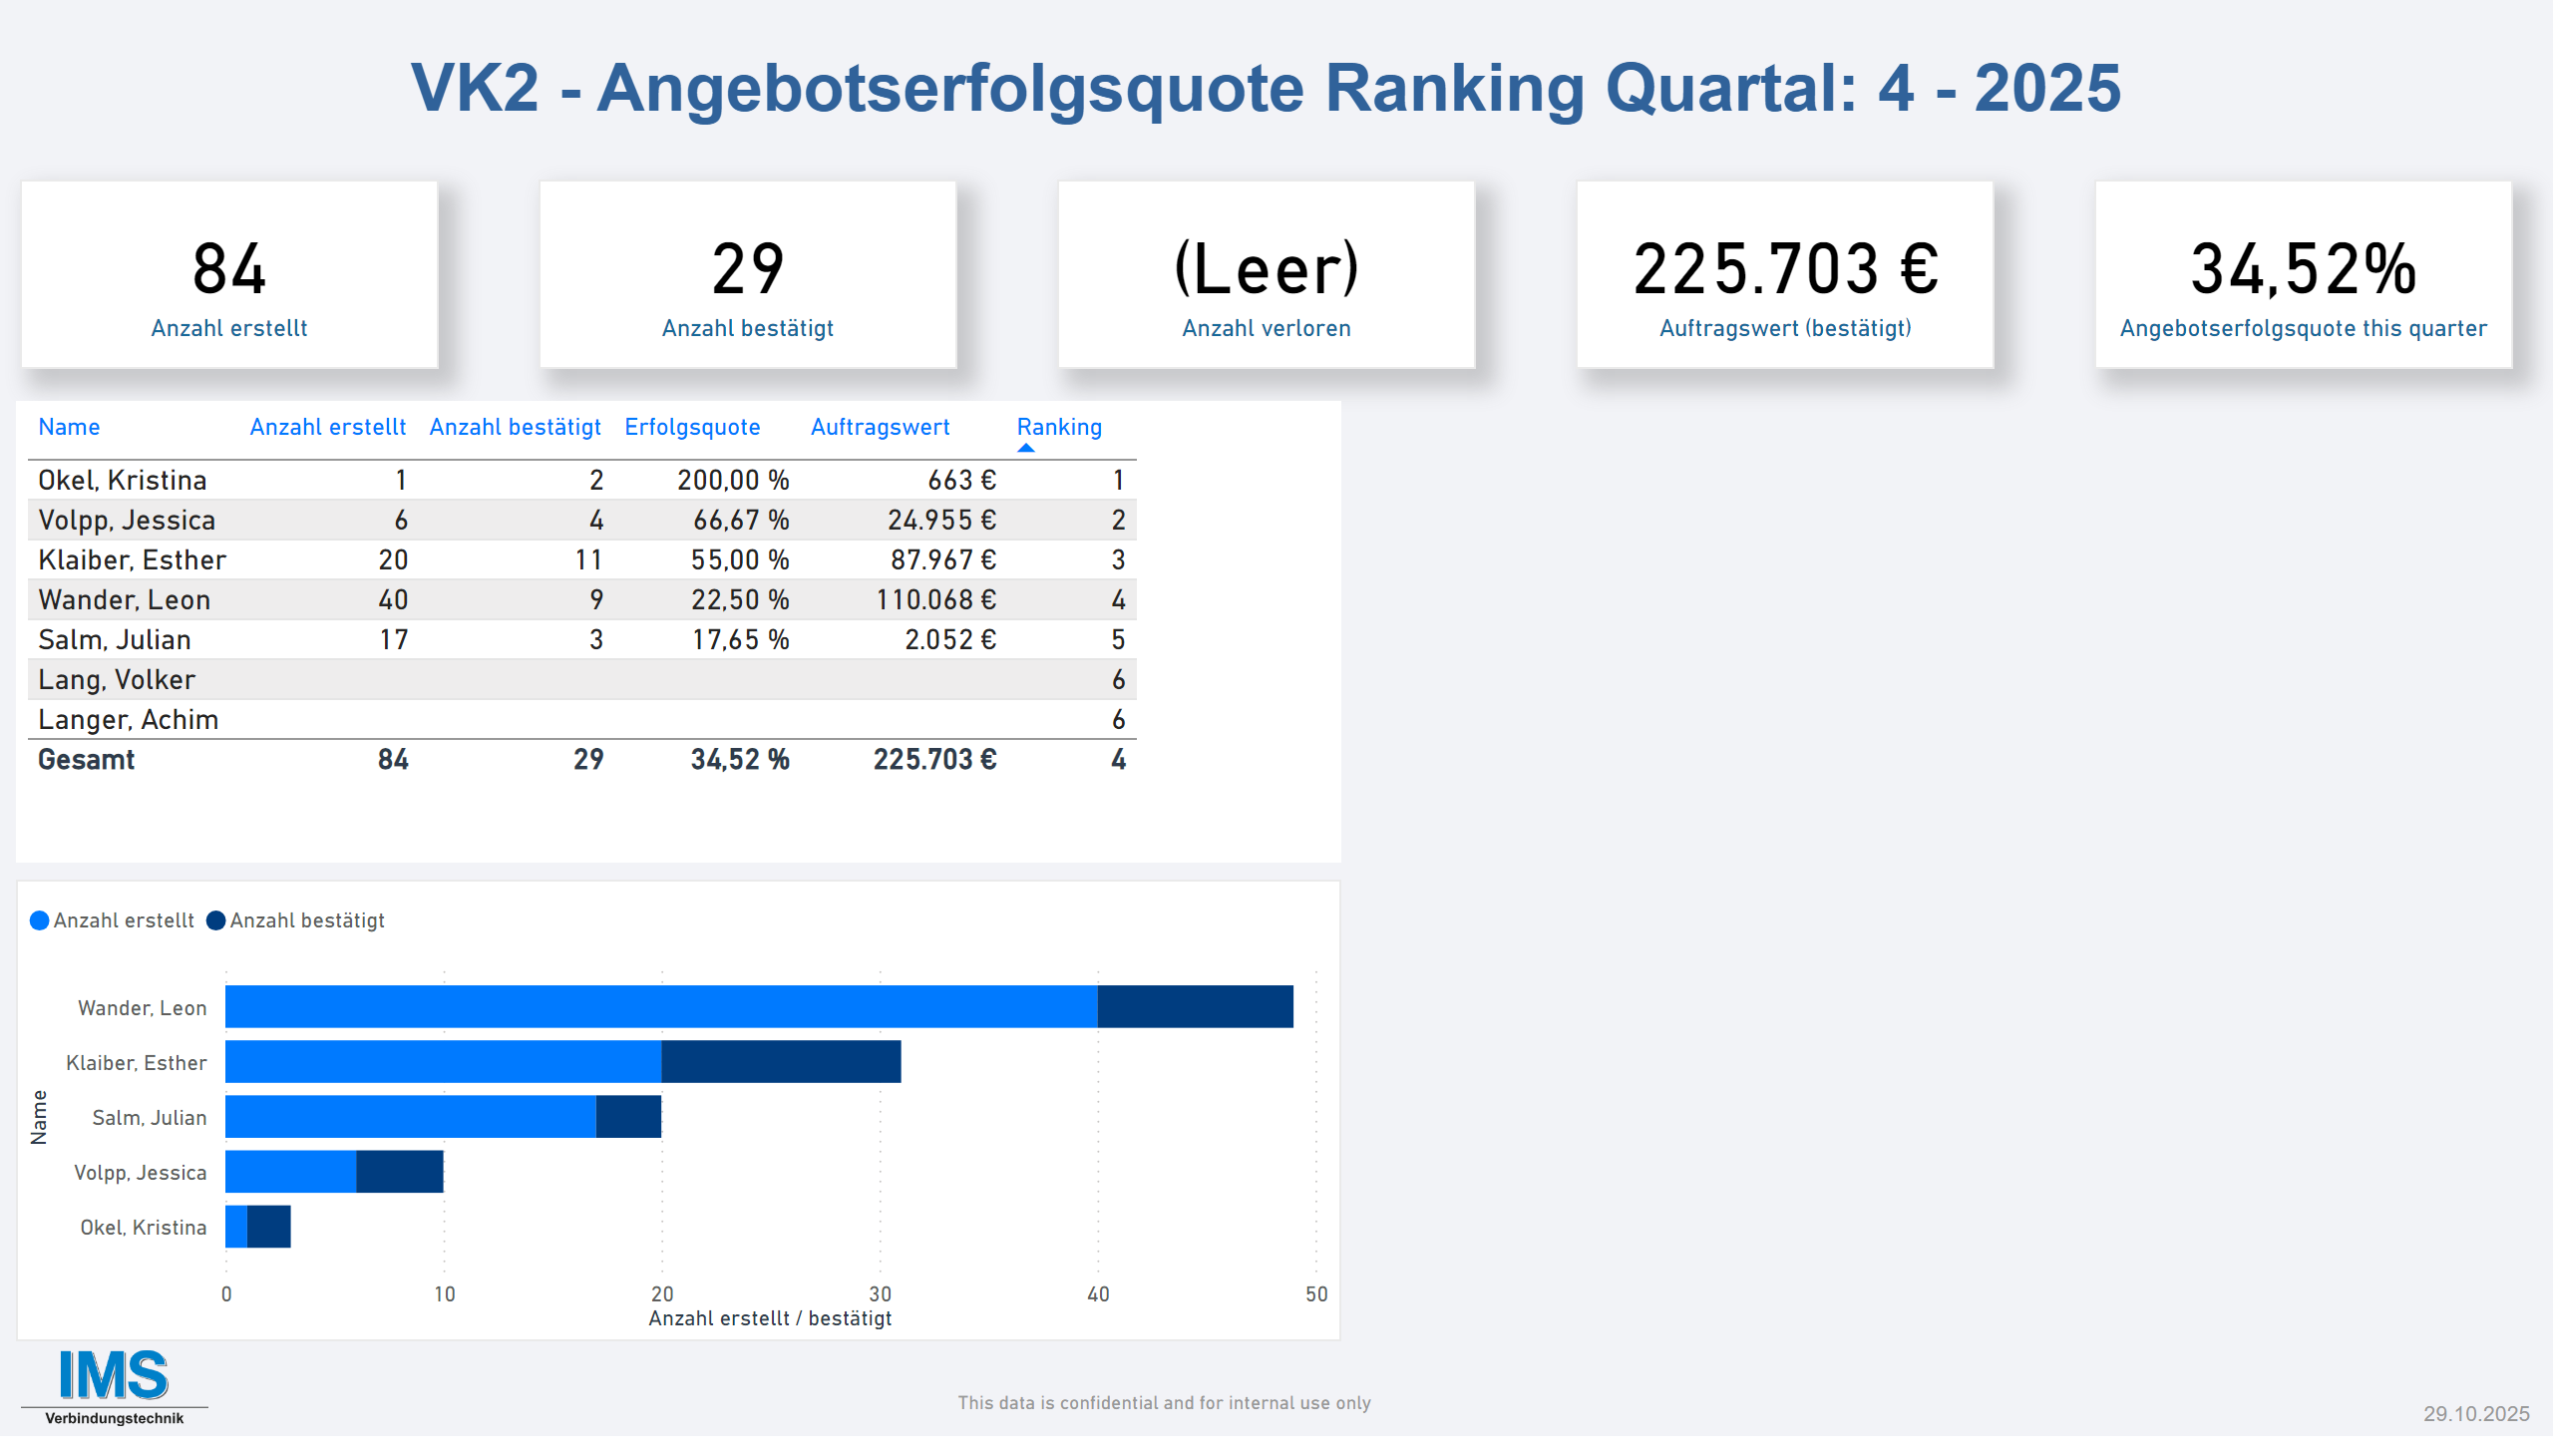 VK2 - Angebotserfolgsquote Ranking Quartal: 4 - 2025
84
Anzahl erstellt
29
Anzahl bestätigt
(Leer)
Anzahl verloren
225.703 €
Auftragswert (bestätigt)
34,52%
Angebotserfolgsquote this quarter
Name Anzahl erstellt Anzahl bestätigt Erfolgsquote Auftragswert Ranking
Okel, Kristina 1 2 200,00 % 663 € 1
Volpp, Jessica 6 4 66,67 % 24.955 € 2
Klaiber, Esther 20 11 55,00 % 87.967 € 3
Wander, Leon 40 9 22,50 % 110.068 € 4
Salm, Julian 17 3 17,65 % 2.052 € 5
Lang, Volker 6
Langer, Achim 6
Gesamt 84 29 34,52 % 225.703 € 4
Anzahl erstellt Anzahl bestätigt
Name
Wander, Leon
Klaiber, Esther
Salm, Julian
Volpp, Jessica
Okel, Kristina
0 10 20 30 40 50
Anzahl erstellt / bestätigt
IMS
Verbindungstechnik
This data is confidential and for internal use only
29.10.2025